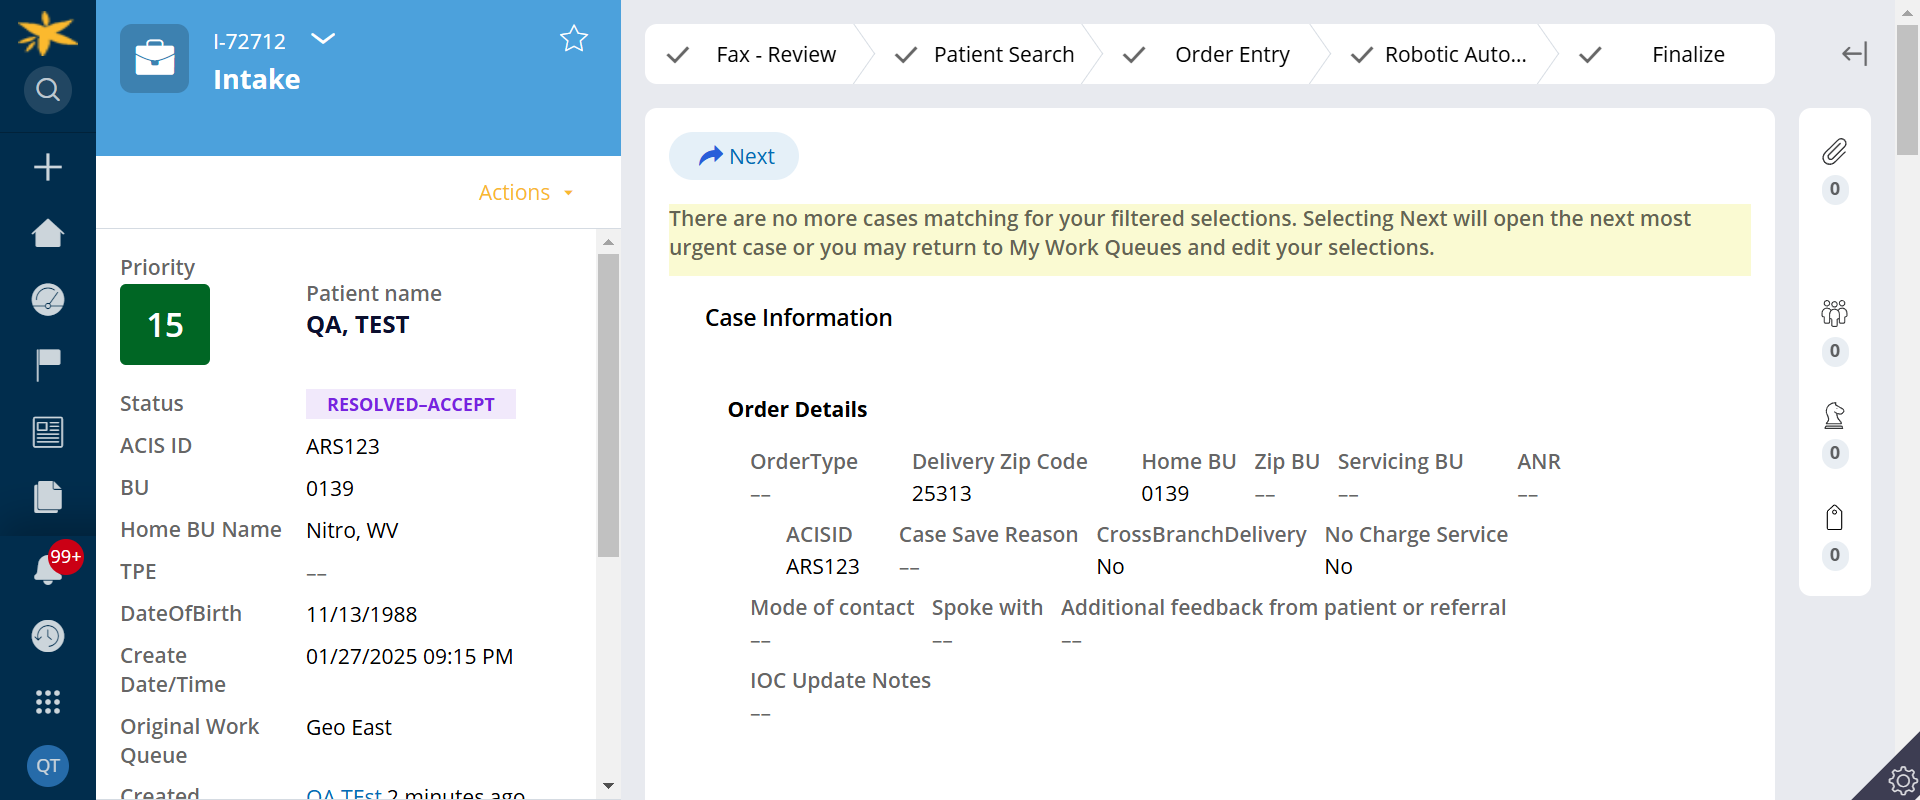 I-72712
Intake
Actions
Priority
15
Patient name
QA, TEST
Status
RESOLVED–ACCEPT
ACIS ID
ARS123
BU
0139
Home BU Name
Nitro, WV
TPE
––
DateOfBirth
11/13/1988
Create
Date/Time
01/27/2025 09:15 PM
Original Work
Queue
Geo East
Created
QA TEst 2 minutes ago
99+
QT
Fax - Review
Patient Search
Order Entry
Robotic Auto...
Finalize
Next
There are no more cases matching for your filtered selections. Selecting Next will open the next most
urgent case or you may return to My Work Queues and edit your selections.
Case Information
Order Details
OrderType Delivery Zip Code Home BU Zip BU Servicing BU ANR
–– 25313 0139 –– –– ––
ACISID Case Save Reason CrossBranchDelivery No Charge Service
ARS123 –– No No
Mode of contact Spoke with Additional feedback from patient or referral
–– –– ––
IOC Update Notes
––
0
0
0
0